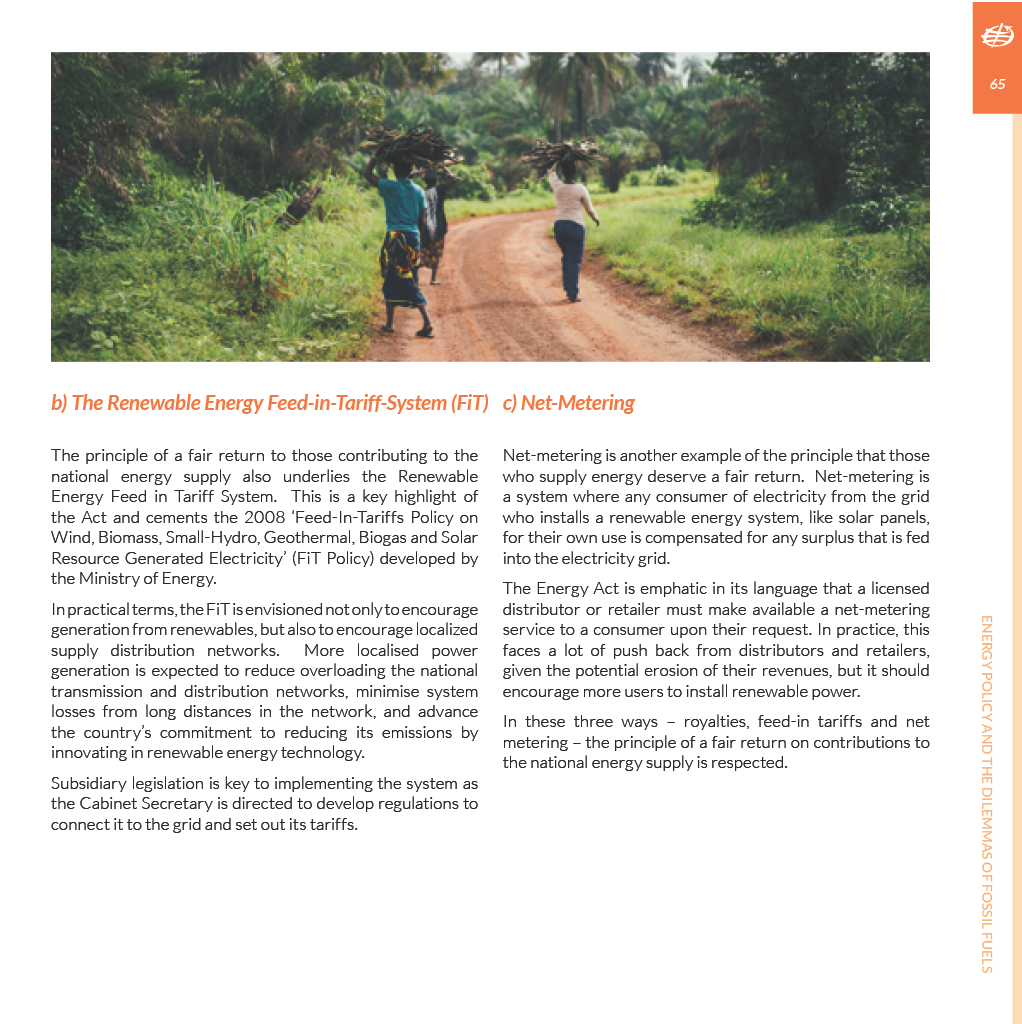 65
b) The Renewable Energy Feed-in-Tariff-System (FiT)
The principle of a fair return to those contributing to the
national energy supply also underlies the Renewable
Energy Feed in Tariff System. This is a key highlight of
the Act and cements the 2008 ‘Feed-In-Tariffs Policy on
Wind, Biomass, Small-Hydro, Geothermal, Biogas and Solar
Resource Generated Electricity’ (FiT Policy) developed by
the Ministry of Energy.
In practical terms, the FiT is envisioned not only to encourage
generation from renewables, but also to encourage localized
supply distribution networks. More localised power
generation is expected to reduce overloading the national
transmission and distribution networks, minimise system
losses from long distances in the network, and advance
the country’s commitment to reducing its emissions by
innovating in renewable energy technology.
Subsidiary legislation is key to implementing the system as
the Cabinet Secretary is directed to develop regulations to
connect it to the grid and set out its tariffs.
c) Net-Metering
Net-metering is another example of the principle that those
who supply energy deserve a fair return. Net-metering is
a system where any consumer of electricity from the grid
who installs a renewable energy system, like solar panels,
for their own use is compensated for any surplus that is fed
into the electricity grid.
The Energy Act is emphatic in its language that a licensed
distributor or retailer must make available a net-metering
service to a consumer upon their request. In practice, this
faces a lot of push back from distributors and retailers,
given the potential erosion of their revenues, but it should
encourage more users to install renewable power.
In these three ways – royalties, feed-in tariffs and net
metering – the principle of a fair return on contributions to
the national energy supply is respected.
ENERGY POLICY AND THE DILEMMAS OF FOSSIL FUELS